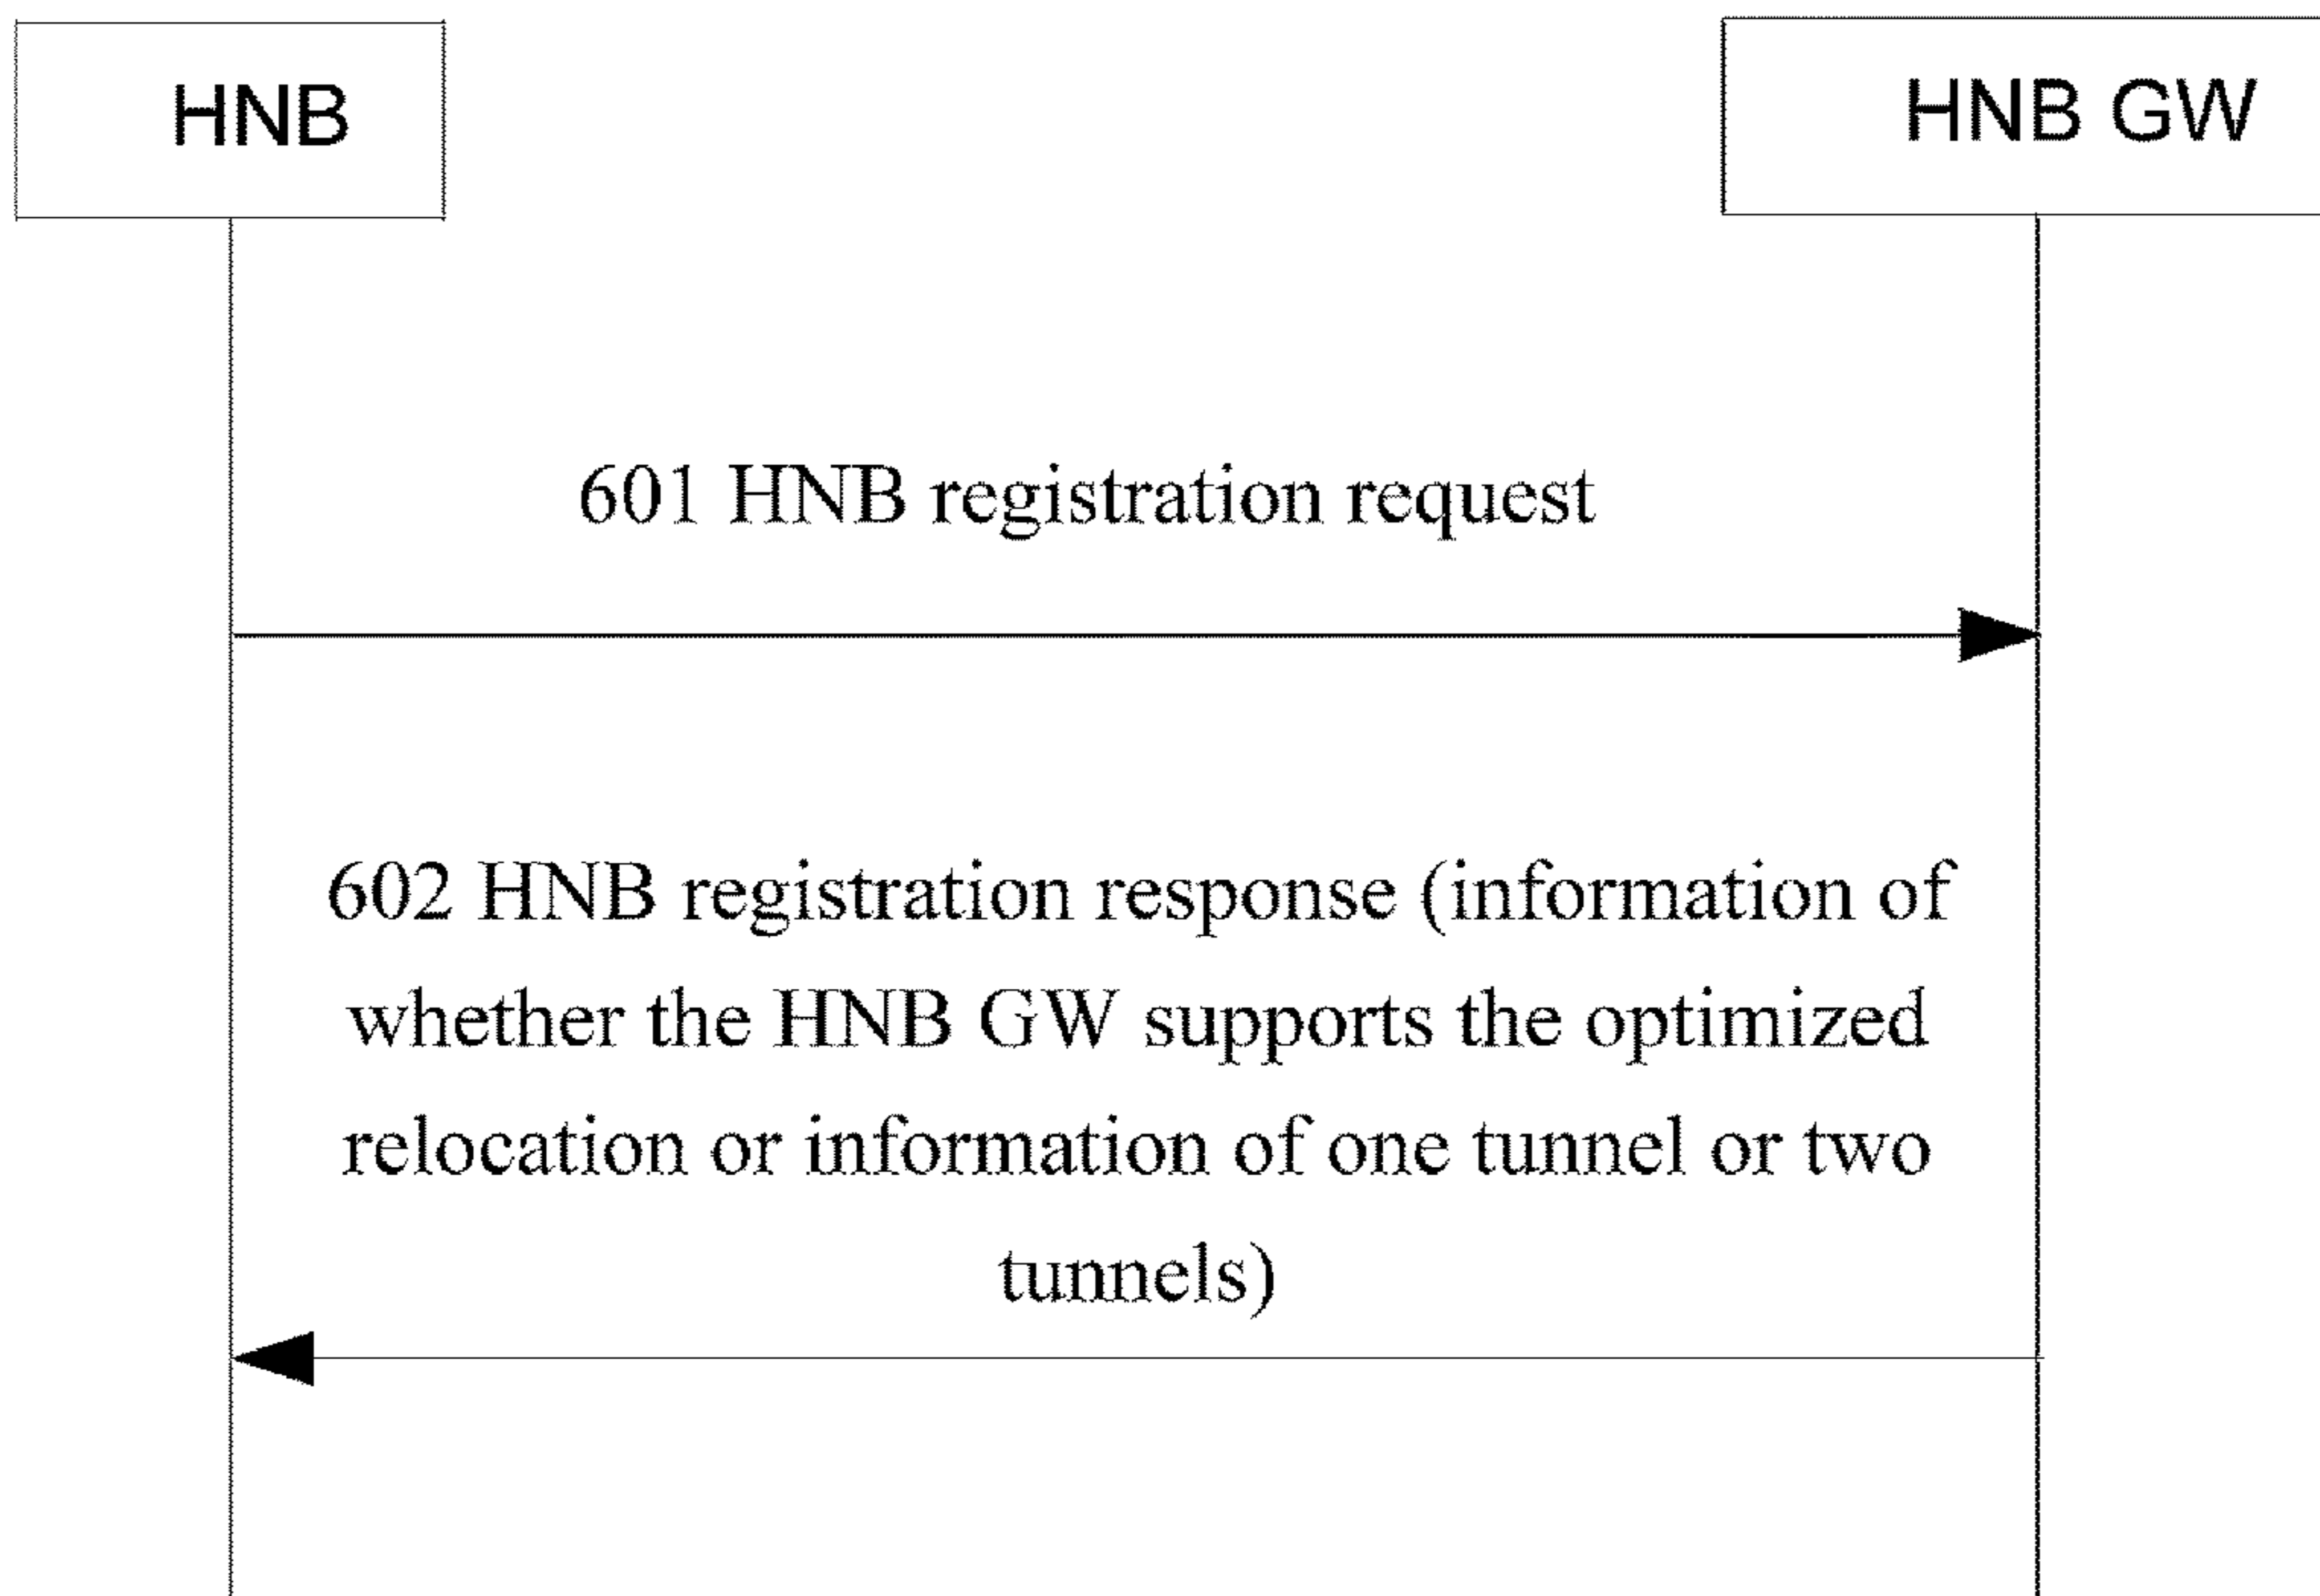 HNB
HNB GW
601 HNB registration request
602 HNB registration response (information of
whether the HNB GW supports the optimized
relocation or information of one tunnel or two
tunnels)